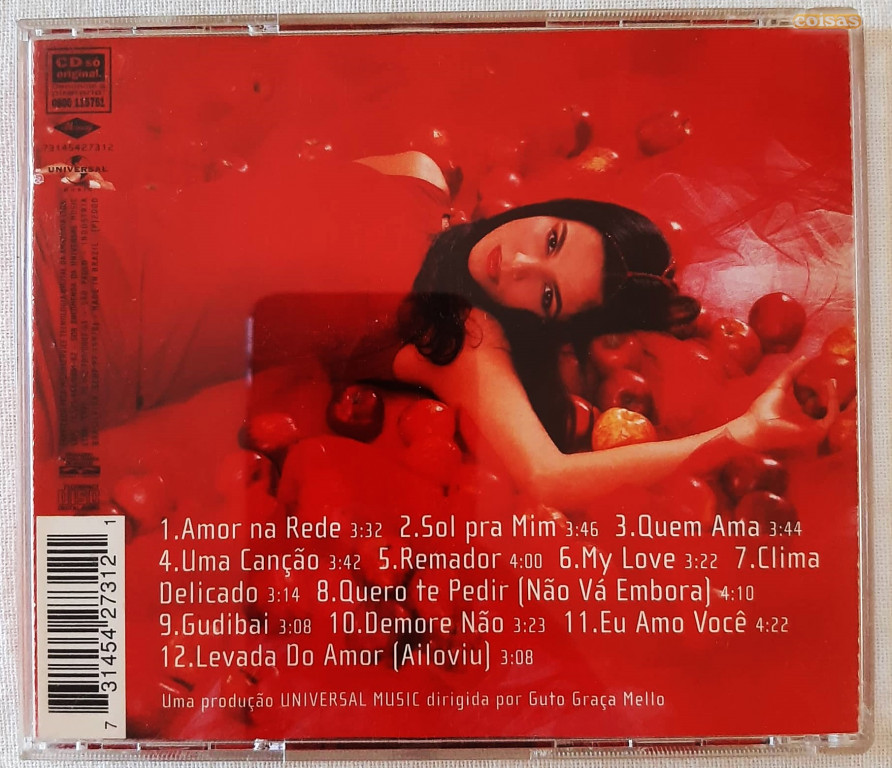 coisas
CD só
original.
0800 115761
73145427312
UNIVERSAL
1.Amor na Rede 3:32 2.Sol pra Mim 3:46 3.Quem Ama 3:44
4.Uma Canção 3:42 5.Remador 4:00 6.My Love 3:22 7.Clima
Delicado 3:14 8.Quero te Pedir (Não Vá Embora) 4:10
9.Gudibai 3:08 10.Demore Não 3:23 11.Eu Amo Você 4:22
12.Levada Do Amor (Ailoviu) 3:08
Uma produção UNIVERSAL MUSIC dirigida por Guto Graça Mello
7 31454 27312 1